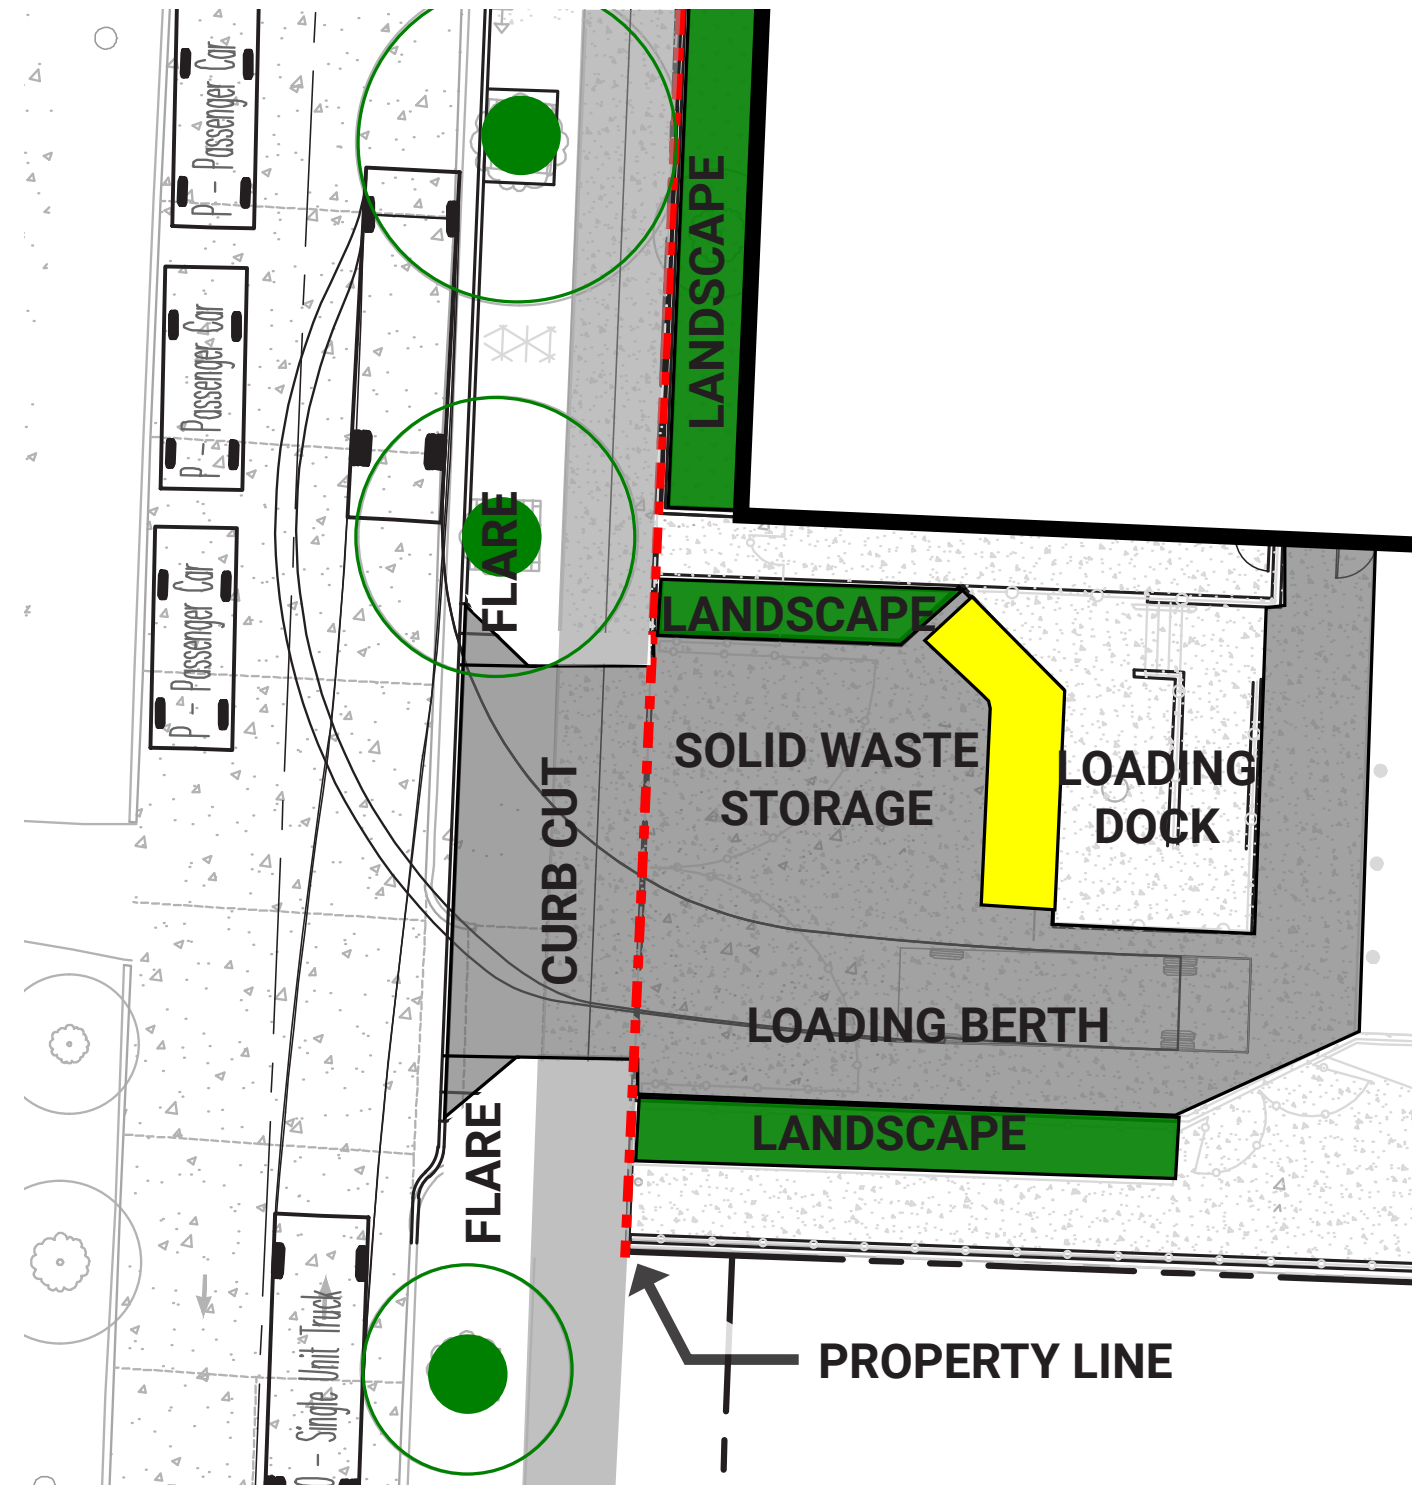 P - Passenger Car
LANDSCAPE
P - Passenger Car
FLARE
P - Passenger Car
LANDSCAPE
SOLID WASTE
STORAGE
LOADING
DOCK
CURB CUT
LOADING BERTH
LANDSCAPE
FLARE
0 - Single Unit Truck
PROPERTY LINE